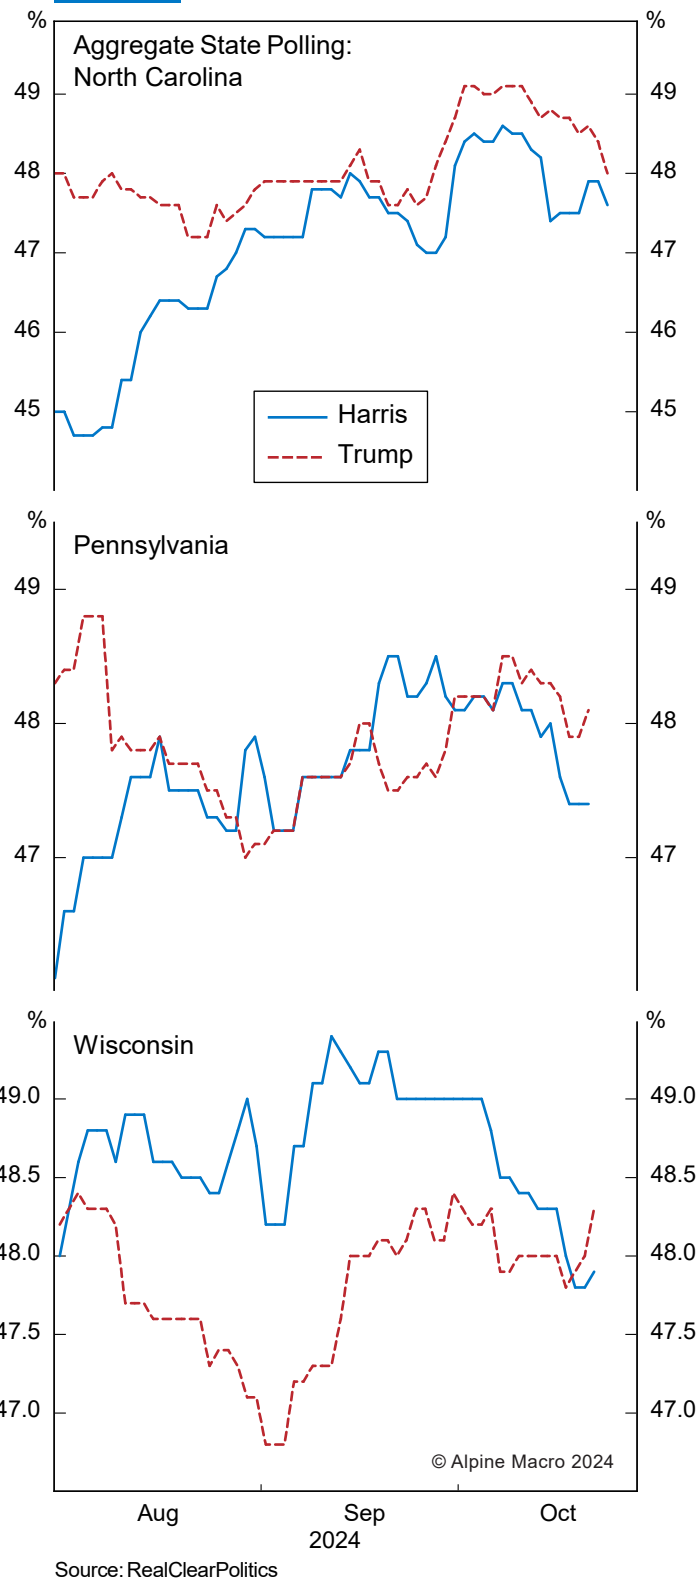 % %
Aggregate State Polling:
North Carolina
49 49
48 48
47 47
46 46
45 45
Harris
Trump
% %
Pennsylvania
49 49
48 48
47 47
% %
Wisconsin
49.0 49.0
48.5 48.5
48.0 48.0
47.5 47.5
47.0 47.0
© Alpine Macro 2024
Aug Sep Oct
2024
Source: RealClearPolitics